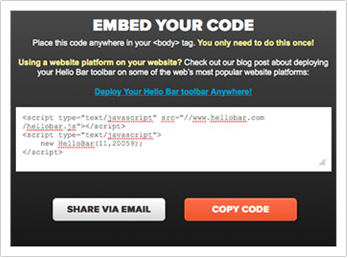 EMBED YOUR CODE
Place this code anywhere in your <body> tag. You only need to do this once!
Using a website platform on your website? Check out our blog post about deploying
your Hello Bar toolbar on some of the web's most popular website platforms:
Deploy Your Hello Bar toolbar Anywhere!
<script type="text/javascript" src="//www.hellobar.com
/hellobar.js"></script>
<script type="text/javascript">
    new HelloBar(11,20059);
</script>
SHARE VIA EMAIL COPY CODE